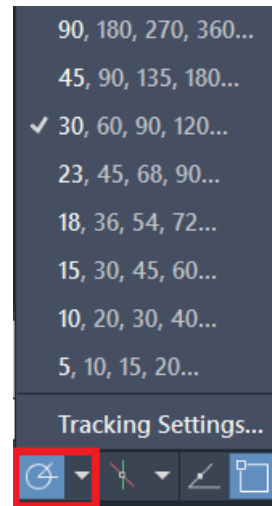 90, 180, 270, 360...
45, 90, 135, 180...
30, 60, 90, 120...
23, 45, 68, 90...
18, 36, 54, 72...
15, 30, 45, 60...
10, 20, 30, 40...
5, 10, 15, 20...
Tracking Settings...